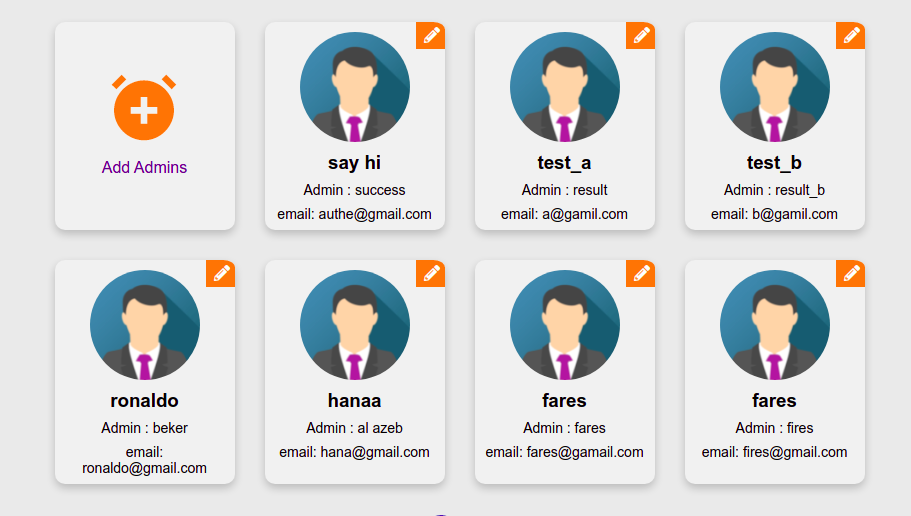 Add Admins
say hi
Admin : success
email: authe@gmail.com
test_a
Admin : result
email: a@gamil.com
test_b
Admin : result_b
email: b@gamil.com
ronaldo
Admin : beker
email:
ronaldo@gmail.com
hanaa
Admin : al azeb
email: hana@gmail.com
fares
Admin : fares
email: fares@gamail.com
fares
Admin : fires
email: fires@gmail.com